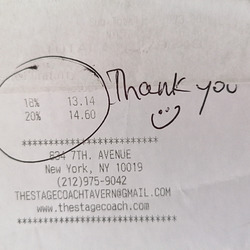 18% 13.14 Thank you
20% 14.60
********************
834 7TH. AVENUE
New York, NY 10019
(212)975-9042
THESTAGECOACHTAVERN@GMAIL.COM
www.thestagecoach.com
********************